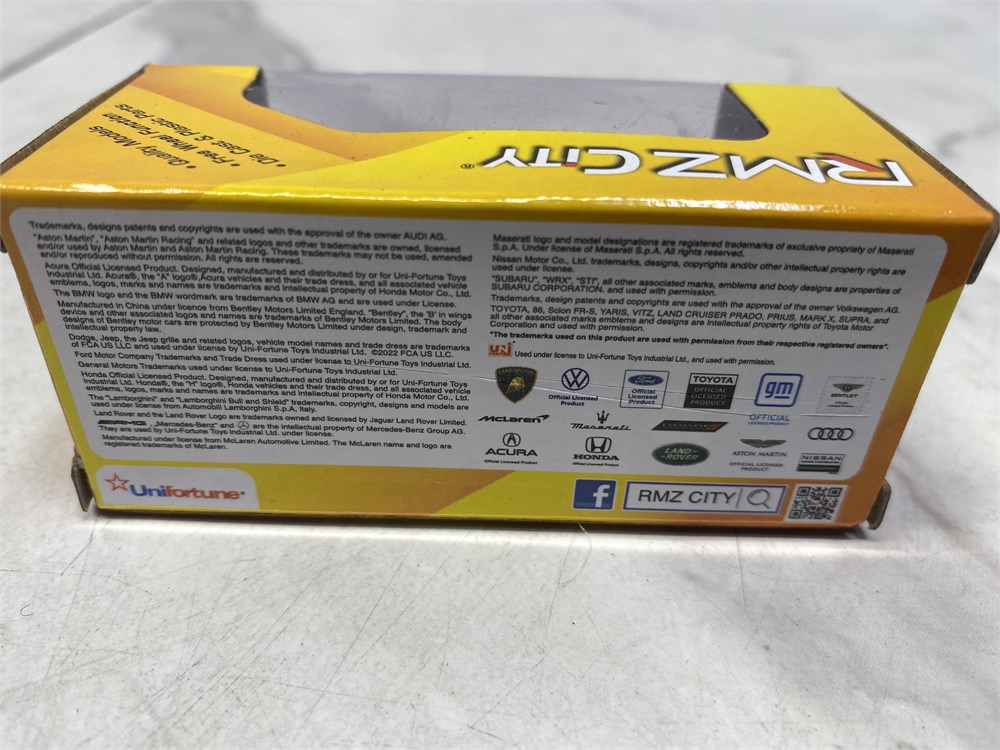 RMZ CiTY®
Quality Models
• Free Wheel Function
• Die Cast & Plastic Parts
Trademarks, designs patents and copyrights are used with the approval of the owner AUDI AG.
"Aston Martin", "Aston Martin Racing" and related logos and other trademarks are owned, licensed
and/or used by Aston Martin and Aston Martin Racing. These trademarks may not be used, amended
and/or reproduced without permission. All rights are reserved.
Acura Official Licensed Product. Designed, manufactured and distributed by or for Uni-Fortune Toys
Industrial Ltd. Acura®, the "A" logo®, Acura vehicles and their trade dress, and all associated vehicle
emblems, logos, marks and names are trademarks and Intellectual property of Honda Motor Co., Ltd.
The BMW logo and the BMW wordmark are trademarks of BMW AG and are used under License.
Manufactured in China under licence from Bentley Motors Limited England. "Bentley", the 'B' in wings
device and other associated logos and names are trademarks of Bentley Motors Limited. The body
designs of Bentley motor cars are protected by Bentley Motors Limited under design, trademark and
intellectual property law.
Dodge, Jeep, the Jeep grille and related logos, vehicle model names and trade dress are trademarks
of FCA US LLC and used under license by Uni-Fortune Toys Industrial Ltd. ©2022 FCA US LLC.
Ford Motor Company Trademarks and Trade Dress used under license to Uni-Fortune Toys Industrial Ltd.
General Motors Trademarks used under license to Uni-Fortune Toys Industrial Ltd.
Honda Official Licensed Product. Designed, manufactured and distributed by or for Uni-Fortune Toys
Industrial Ltd. Honda®, the "H" logo®, Honda vehicles and their trade dress, and all associated vehicle
emblems, logos, marks and names are trademarks and Intellectual property of Honda Motor Co., Ltd.
The "Lamborghini" and "Lamborghini Bull and Shield" trademarks, copyright, designs and models are
used under license from Automobili Lamborghini S.p.A, Italy.
Land Rover and the Land Rover Logo are trademarks owned and licensed by Jaguar Land Rover Limited.
AMG, „Mercedes-Benz" and are the intellectual property of Mercedes-Benz Group AG.
They are used by Uni-Fortune Toys Industrial Ltd. under license.
Manufactured under license from McLaren Automotive Limited. The McLaren name and logo are
registered trademarks of McLaren.
Maserati logo and model designations are registered trademarks of exclusive propriety of Maserati
S.p.A. Under license of Maserati S.p.A. All rights reserved.
Nissan Motor Co., Ltd. trademarks, designs, copyrights and/or other intellectual property rights are
used under license.
"SUBARU", "WRX", "STI", all other associated marks, emblems and body designs are properties of
SUBARU CORPORATION. and used with permission.
Trademarks, design patents and copyrights are used with the approval of the owner Volkswagen AG.
TOYOTA, 86, Scion FR-S, YARIS, VITZ, LAND CRUISER PRADO, PRIUS, MARK X, SUPRA, and
all other associated marks emblems and designs are Intellectual property rights of Toyota Motor
Corporation and used with permission.
"The trademarks used on this product are used with permission from their respective registered owners".
uni Used under license to Uni-Fortune Toys Industrial Ltd., and used with permission.
LAMBORGHINI
Official Licensed
Product
Ford
Official
Licensed
Product
TOYOTA
OFFICIAL
LICENSED
PRODUCT
gm
OFFICIAL
LICENSED PRODUCT
BENTLEY
McLaren
Maserati
ACURA
Official Licensed Product
HONDA
Official Licensed Product
LAND-
ROVER
ASTON MARTIN
OFFICIAL LICENSED
PRODUCT
NISSAN
Unifortune®
f
RMZ CITY